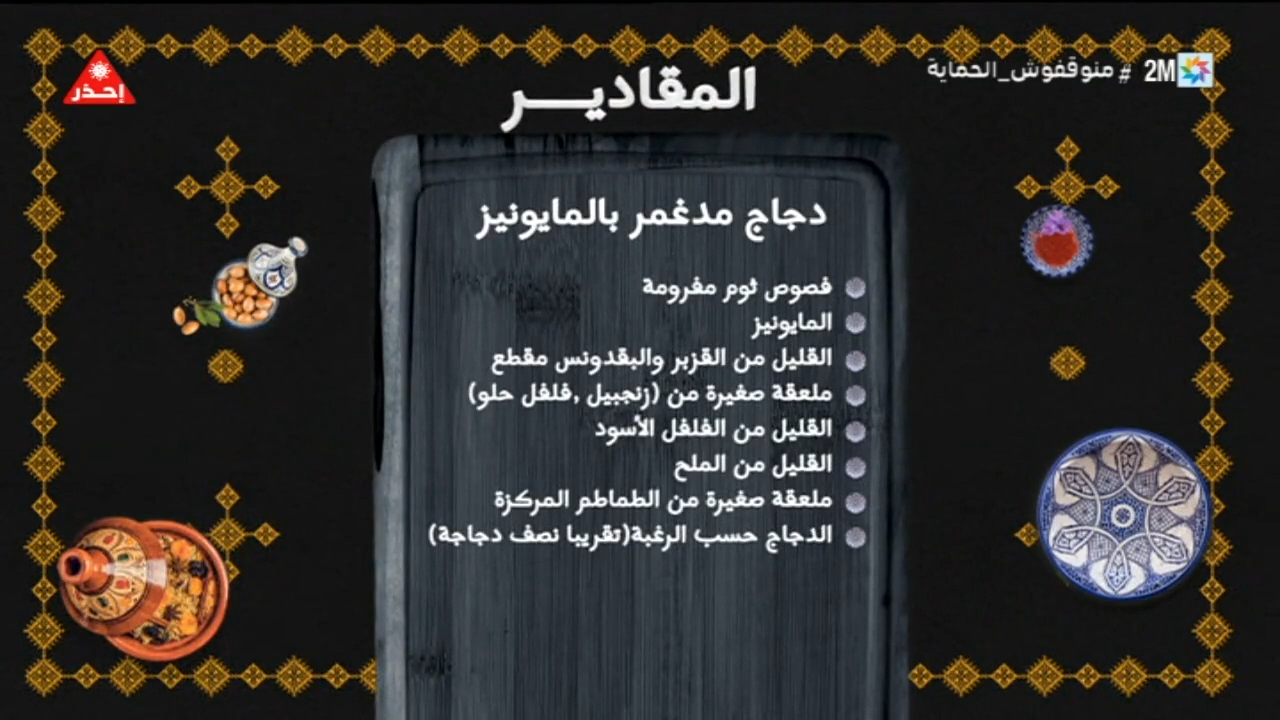 # منوقفوش_الحماية 2M
إحذر
المقاديـــر
دجاج مدغمر بالمايونيز
فصوص ثوم مفرومة
المايونيز
القليل من القزبر والبقدونس مقطع
ملعقة صغيرة من (زنجبيل ,فلفل حلو)
القليل من الفلفل الأسود
القليل من الملح
ملعقة صغيرة من الطماطم المركزة
الدجاج حسب الرغبة(تقريبا نصف دجاجة)